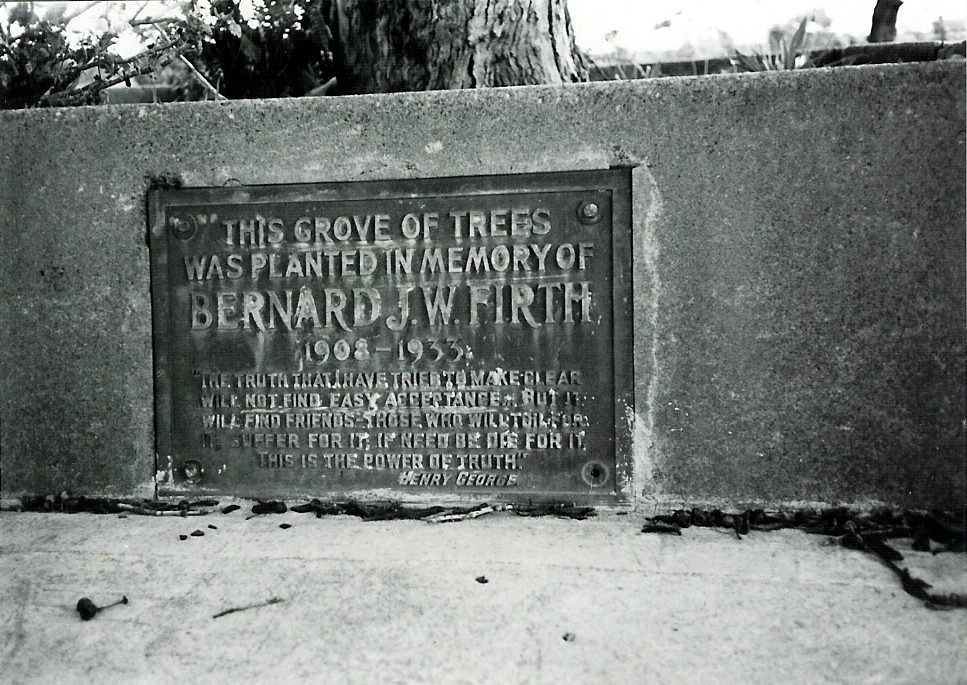 THIS GROVE OF TREES
WAS PLANTED IN MEMORY OF
BERNARD J. W. FIRTH
1908-1933
"THE TRUTH THAT I HAVE TRIED TO MAKE CLEAR
WILL NOT FIND EASY ACCEPTANCE. BUT IT
WILL FIND FRIENDS-THOSE WHO WILL TOIL FOR
IT, SUFFER FOR IT, IF NEED BE DIE FOR IT.
THIS IS THE POWER OF TRUTH."
HENRY GEORGE